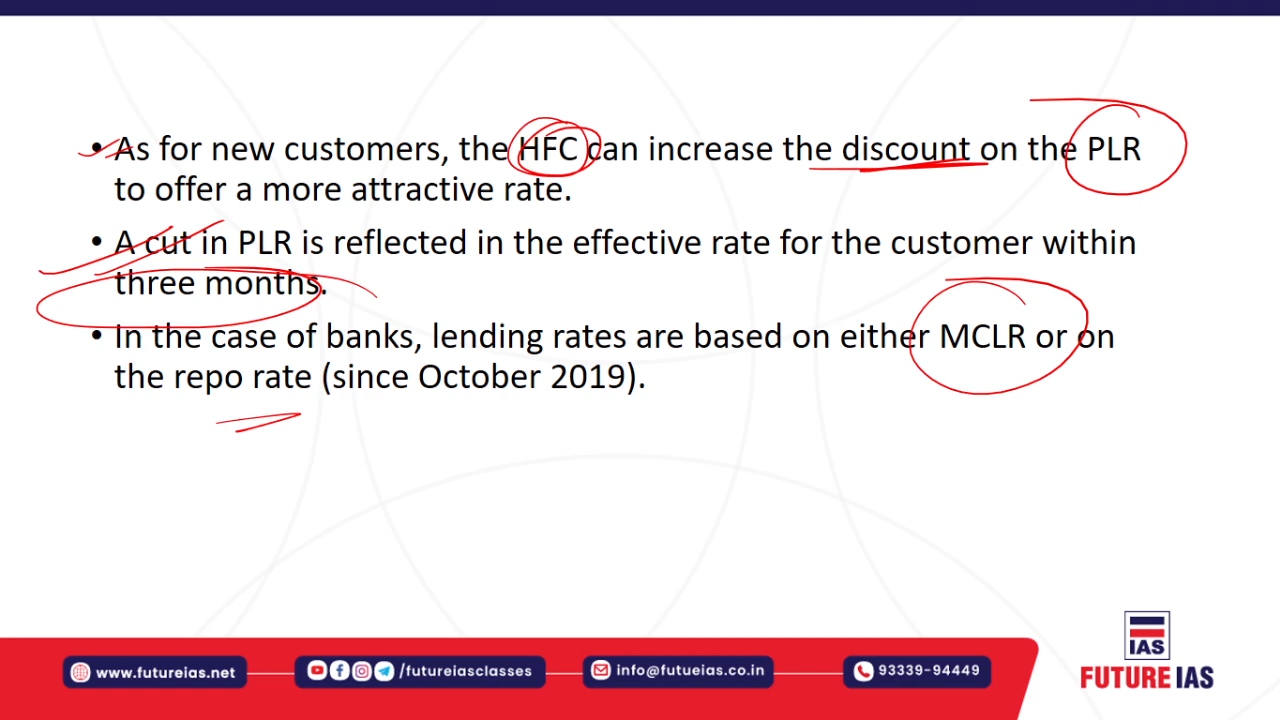 • As for new customers, the HFC can increase the discount on the PLR
to offer a more attractive rate.
• A cut in PLR is reflected in the effective rate for the customer within
three months.
• In the case of banks, lending rates are based on either MCLR or on
the repo rate (since October 2019).
IAS
FUTURE IAS
www.futureias.net
/futureiasclasses
info@futueias.co.in
93339-94449